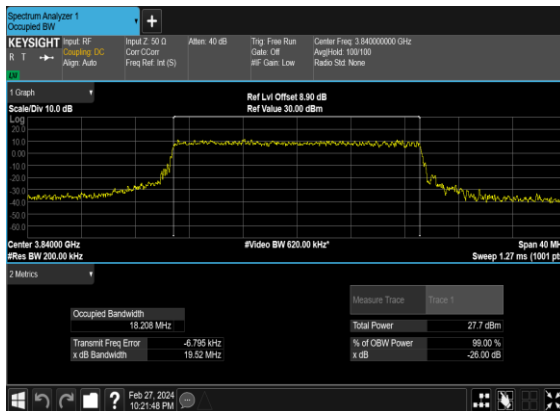 Spectrum Analyzer 1
Occupied BW
KEYSIGHT Input: RF Input Z: 50 Ω Atten: 40 dB Trig: Free Run Center Freq: 3.840000000 GHz
Coupling: DC Corr CCorr Gate: Off Avg|Hold: 100/100
R T Align: Auto Freq Ref: Int (S) #IF Gain: Low Radio Std: None
1 Graph
Ref Lvl Offset 8.90 dB
Scale/Div 10.0 dB Ref Value 30.00 dBm
Log
20.0
10.0
0.00
-10.0
-20.0
-30.0
-40.0
-50.0
-60.0
Center 3.84000 GHz #Video BW 620.00 kHz* Span 40 MH
#Res BW 200.00 kHz Sweep 1.27 ms (1001 pts
2 Metrics
Measure Trace Trace 1
Occupied Bandwidth
18.208 MHz Total Power 27.7 dBm
Transmit Freq Error -6.795 kHz % of OBW Power 99.00 %
x dB Bandwidth 19.52 MHz x dB -26.00 dB
? Feb 27, 2024
10:21:48 PM